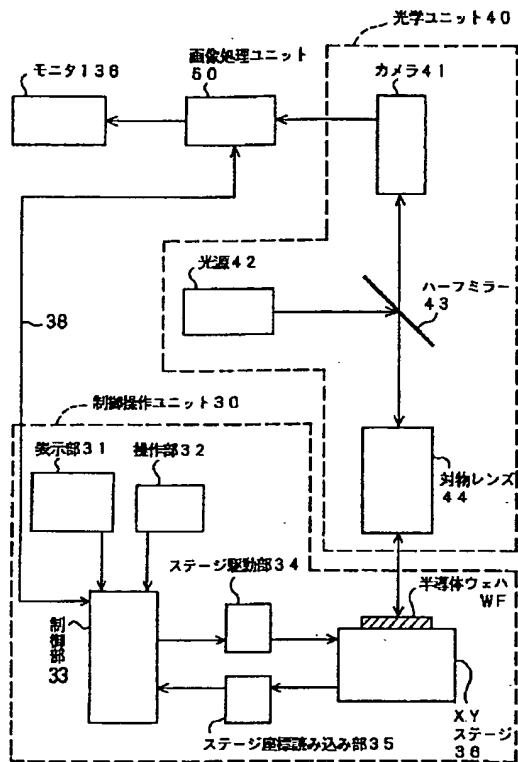 光学ユニット40
画像処理ユニット
50
モニタ136
カメラ41
光源42
ハーフミラー
43
38
制御操作ユニット30
表示部31
操作部32
対物レンズ
44
ステージ駆動部34
半導体ウェハ
WF
制御部
33
ステージ座標読み込み部35
X.Y
ステージ
36